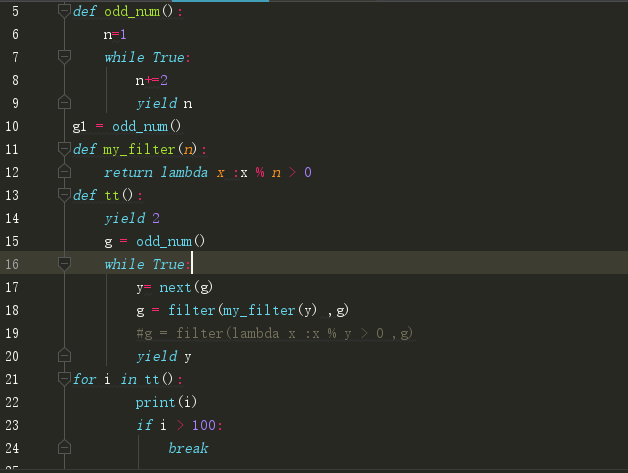 5 def odd_num():
6 n=1
7 while True:
8 n+=2
9 yield n
10 g1 = odd_num()
11 def my_filter(n):
12 return lambda x :x % n > 0
13 def tt():
14 yield 2
15 g = odd_num()
16 while True:
17 y= next(g)
18 g = filter(my_filter(y) ,g)
19 #g = filter(lambda x :x % y > 0 ,g)
20 yield y
21 for i in tt():
22 print(i)
23 if i > 100:
24 break